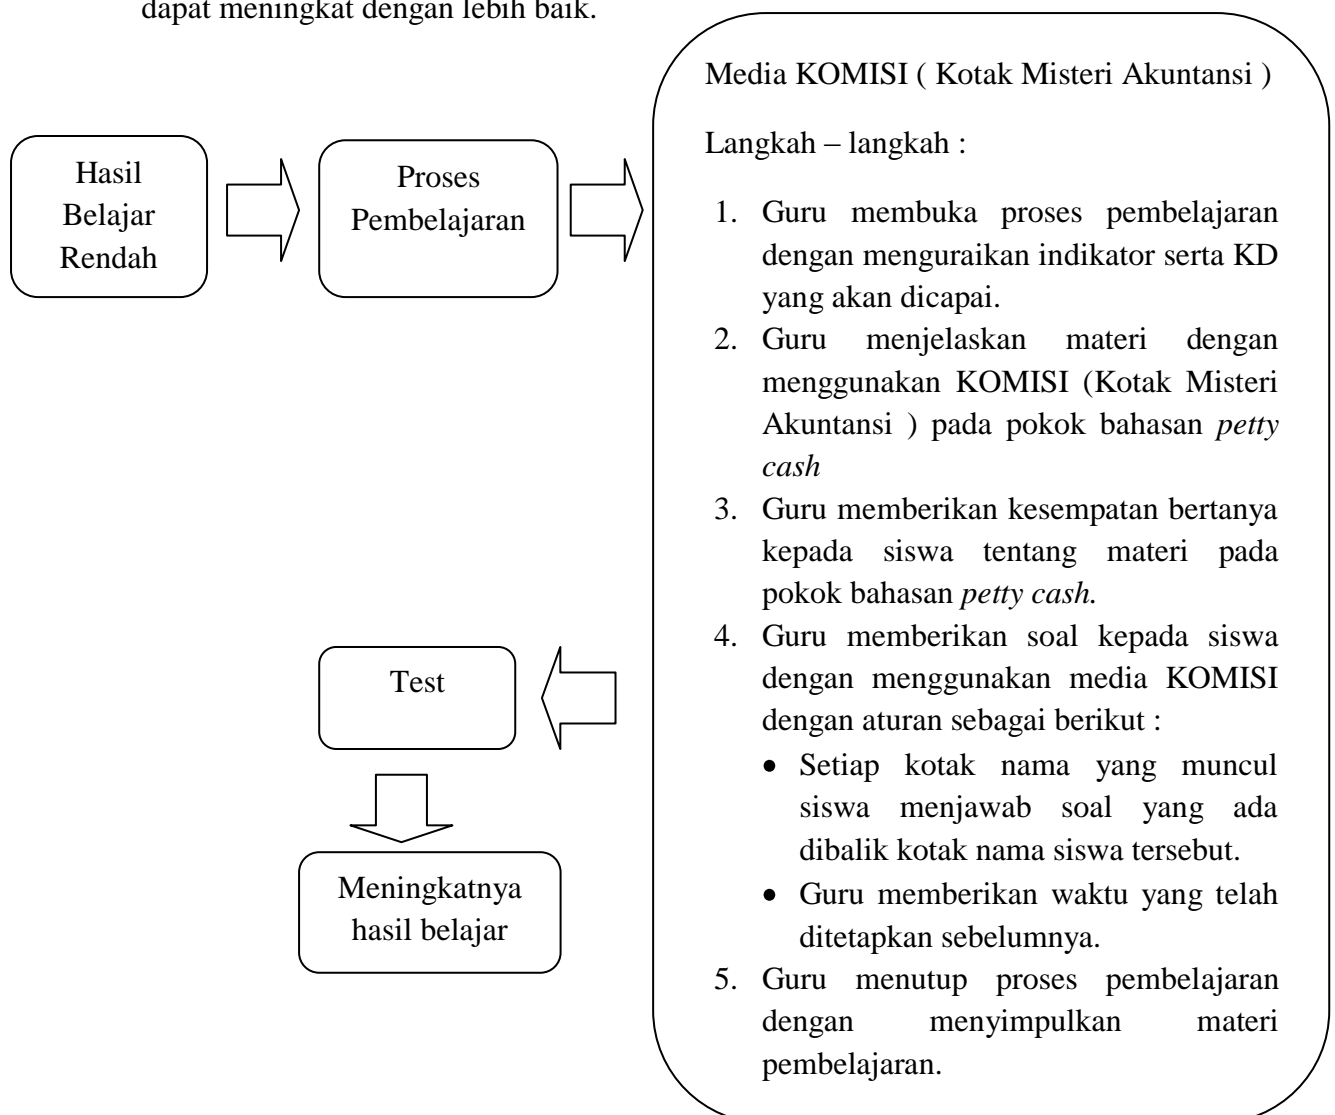 dapat meningkat dengan lebih baik.
Hasil
Belajar
Rendah
Proses
Pembelajaran
Media KOMISI ( Kotak Misteri Akuntansi )
Langkah – langkah :
1. Guru membuka proses pembelajaran
dengan menguraikan indikator serta KD
yang akan dicapai.
2. Guru menjelaskan materi dengan
menggunakan KOMISI (Kotak Misteri
Akuntansi ) pada pokok bahasan petty
cash
3. Guru memberikan kesempatan bertanya
kepada siswa tentang materi pada
pokok bahasan petty cash.
4. Guru memberikan soal kepada siswa
dengan menggunakan media KOMISI
dengan aturan sebagai berikut :
• Setiap kotak nama yang muncul
siswa menjawab soal yang ada
dibalik kotak nama siswa tersebut.
• Guru memberikan waktu yang telah
ditetapkan sebelumnya.
5. Guru menutup proses pembelajaran
dengan menyimpulkan materi
pembelajaran.
Test
Meningkatnya
hasil belajar